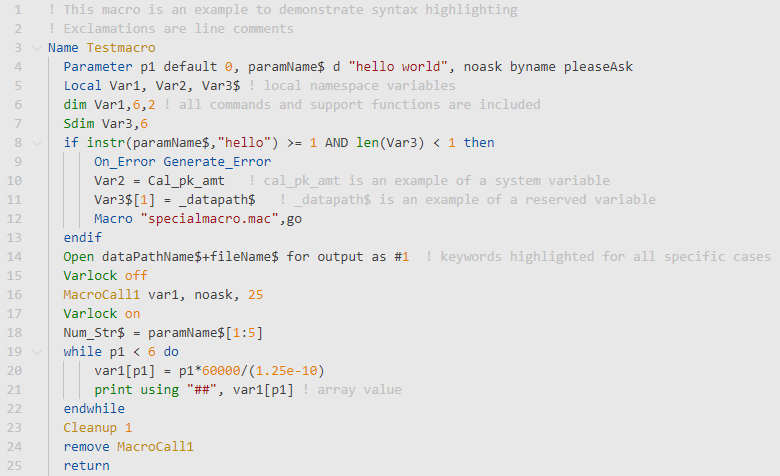 1 ! This macro is an example to demonstrate syntax highlighting
2 ! Exclamations are line comments
3 Name Testmacro
4 Parameter p1 default 0, paramName$ d "hello world", noask byname pleaseAsk
5 Local Var1, Var2, Var3$ ! local namespace variables
6 dim Var1,6,2 ! all commands and support functions are included
7 Sdim Var3,6
8 if instr(paramName$,"hello") >= 1 AND len(Var3) < 1 then
9 On_Error Generate_Error
10 Var2 = Cal_pk_amt ! cal_pk_amt is an example of a system variable
11 Var3$[1] = _datapath$ ! _datapath$ is an example of a reserved variable
12 Macro "specialmacro.mac",go
13 endif
14 Open dataPathName$+fileName$ for output as #1 ! keywords highlighted for all specific cases
15 Varlock off
16 MacroCall1 var1, noask, 25
17 Varlock on
18 Num_Str$ = paramName$[1:5]
19 while p1 < 6 do
20 var1[p1] = p1*60000/(1.25e-10)
21 print using "##", var1[p1] ! array value
22 endwhile
23 Cleanup 1
24 remove MacroCall1
25 return